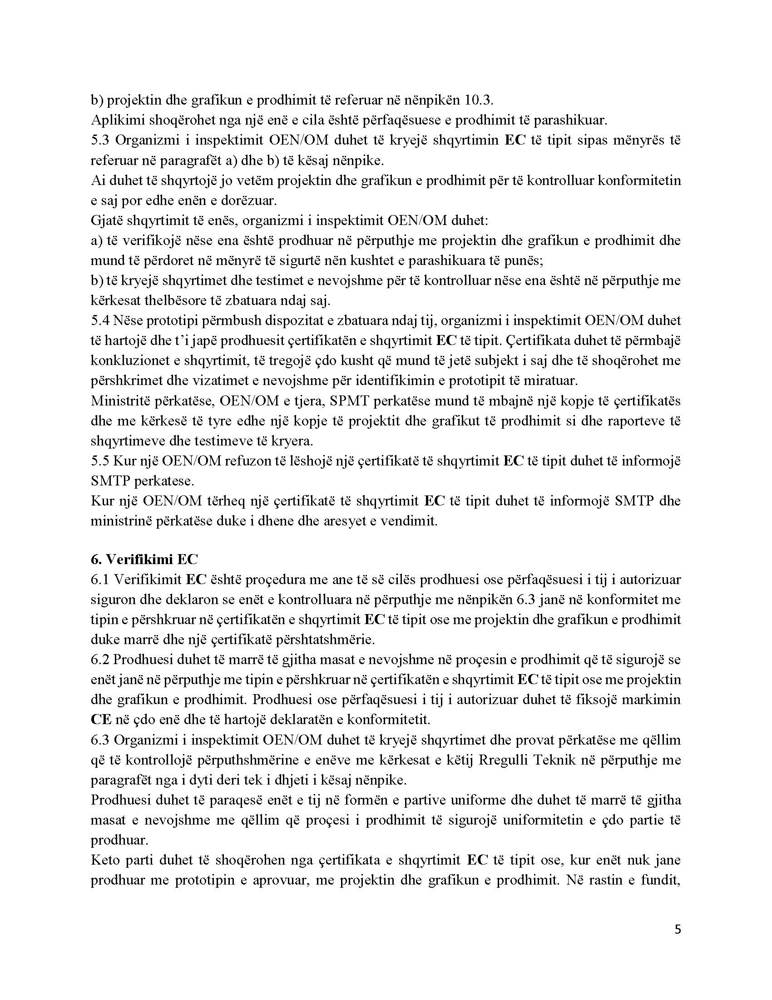 b) projektin dhe grafikun e prodhimit të referuar në nënpikën 10.3.
Aplikimi shoqërohet nga një enë e cila është përfaqësuese e prodhimit të parashikuar.
5.3 Organizmi i inspektimit OEN/OM duhet të kryejë shqyrtimin EC të tipit sipas mënyrës të
referuar në paragrafët a) dhe b) të kësaj nënpike.
Ai duhet të shqyrtojë jo vetëm projektin dhe grafikun e prodhimit për të kontrolluar konformitetin
e saj por edhe enën e dorëzuar.
Gjatë shqyrtimit të enës, organizmi i inspektimit OEN/OM duhet:
a) të verifikojë nëse ena është prodhuar në përputhje me projektin dhe grafikun e prodhimit dhe
mund të përdoret në mënyrë të sigurtë nën kushtet e parashikuara të punës;
b) të kryejë shqyrtimet dhe testimet e nevojshme për të kontrolluar nëse ena është në përputhje me
kërkesat thelbësore të zbatuara ndaj saj.
5.4 Nëse prototipi përmbush dispozitat e zbatuara ndaj tij, organizmi i inspektimit OEN/OM duhet
të hartojë dhe t’i japë prodhuesit çertifikatën e shqyrtimit EC të tipit. Çertifikata duhet të përmbajë
konkluzionet e shqyrtimit, të tregojë çdo kusht që mund të jetë subjekt i saj dhe të shoqërohet me
përshkrimet dhe vizatimet e nevojshme për identifikimin e prototipit të miratuar.
Ministritë përkatëse, OEN/OM e tjera, SPMT perkatëse mund të mbajnë një kopje të çertifikatës
dhe me kërkesë të tyre edhe një kopje të projektit dhe grafikut të prodhimit si dhe raporteve të
shqyrtimeve dhe testimeve të kryera.
5.5 Kur një OEN/OM refuzon të lëshojë një çertifikatë të shqyrtimit EC të tipit duhet të informojë
SMTP perkatese.
Kur një OEN/OM tërheq një çertifikatë të shqyrtimit EC të tipit duhet të informojë SMTP dhe
ministrinë përkatëse duke i dhene dhe aresyet e vendimit.
6. Verifikimi EC
6.1 Verifikimit EC është proçedura me ane të së cilës prodhuesi ose përfaqësuesi i tij i autorizuar
siguron dhe deklaron se enët e kontrolluara në përputhje me nënpikën 6.3 janë në konformitet me
tipin e përshkruar në çertifikatën e shqyrtimit EC të tipit ose me projektin dhe grafikun e prodhimit
duke marrë dhe një çertifikatë përshtatshmërie.
6.2 Prodhuesi duhet të marrë të gjitha masat e nevojshme në proçesin e prodhimit që të sigurojë se
enët janë në përputhje me tipin e përshkruar në çertifikatën e shqyrtimit EC të tipit ose me projektin
dhe grafikun e prodhimit. Prodhuesi ose përfaqësuesi i tij i autorizuar duhet të fiksojë markimin
CE në çdo enë dhe të hartojë deklaratën e konformitetit.
6.3 Organizmi i inspektimit OEN/OM duhet të kryejë shqyrtimet dhe provat përkatëse me qëllim
që të kontrollojë përputhshmërine e enëve me kërkesat e këtij Rregulli Teknik në përputhje me
paragrafët nga i dyti deri tek i dhjeti i kësaj nënpike.
Prodhuesi duhet të paraqesë enët e tij në formën e partive uniforme dhe duhet të marrë të gjitha
masat e nevojshme me qëllim që proçesi i prodhimit të sigurojë uniformitetin e çdo partie të
prodhuar.
Keto parti duhet të shoqërohen nga çertifikata e shqyrtimit EC të tipit ose, kur enët nuk jane
prodhuar me prototipin e aprovuar, me projektin dhe grafikun e prodhimit. Në rastin e fundit,
5